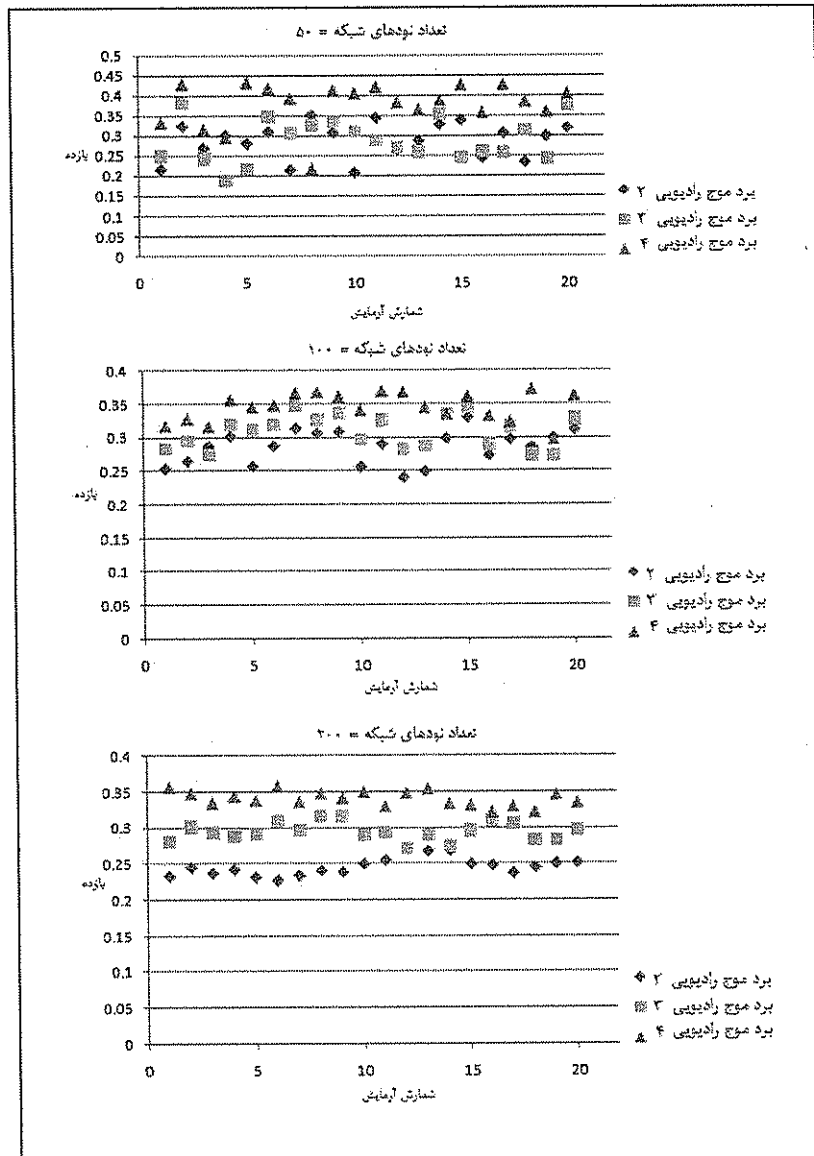 تعداد نودهای شبکه = ۵۰
0.5
0.45
0.4
0.35
0.3
0.25
0.2
0.15
0.1
0.05
0
بازده
0 5 10 15 20
شمارش آزمایش
برد موج رادیویی ۲
برد موج رادیویی ۳
برد موج رادیویی ۴
تعداد نودهای شبکه = ۱۰۰
0.4
0.35
0.3
0.25
0.2
0.15
0.1
0.05
0
بازده
0 5 10 15 20
شمارش آزمایش
برد موج رادیویی ۲
برد موج رادیویی ۳
برد موج رادیویی ۴
تعداد نودهای شبکه = ۲۰۰
0.4
0.35
0.3
0.25
0.2
0.15
0.1
0.05
0
بازده
0 5 10 15 20
شمارش آزمایش
برد موج رادیویی ۲
برد موج رادیویی ۳
برد موج رادیویی ۴